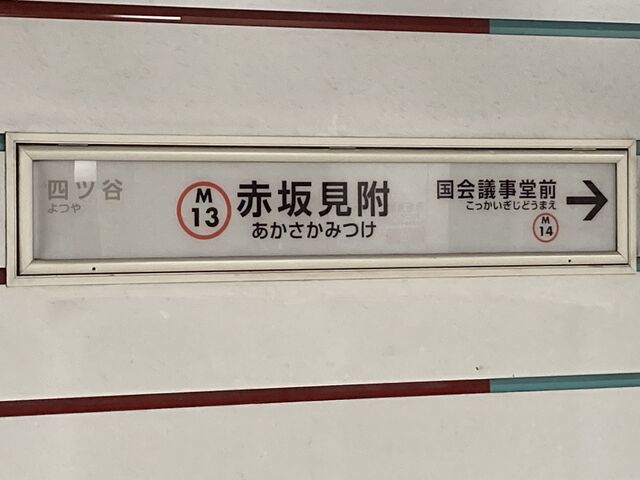 四ツ谷
よつや
M
13
赤坂見附
あかさかみつけ
国会議事堂前
こっかいぎじどうまえ
M
14